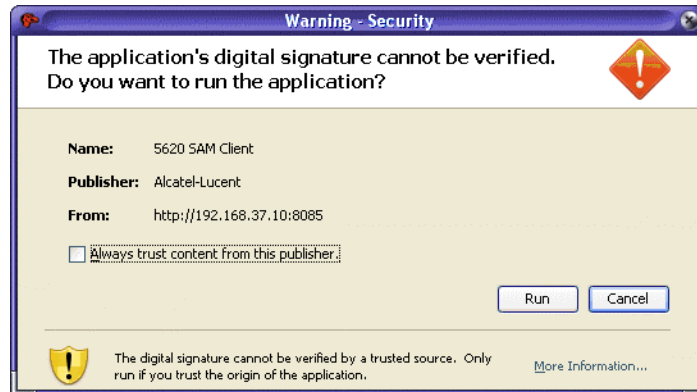 Warning - Security
The application's digital signature cannot be verified.
Do you want to run the application?
Name: 5620 SAM Client
Publisher: Alcatel-Lucent
From: http://192.168.37.10:8085
Always trust content from this publisher.
Run Cancel
The digital signature cannot be verified by a trusted source. Only
run if you trust the origin of the application.
More Information...